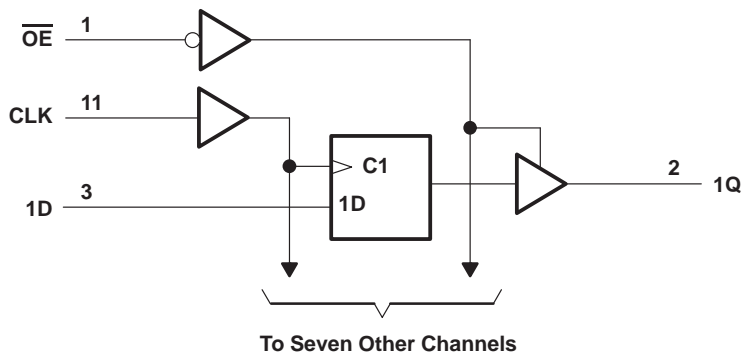 OE 1
CLK 11
C1
1D 3
1D
2
1Q
To Seven Other Channels